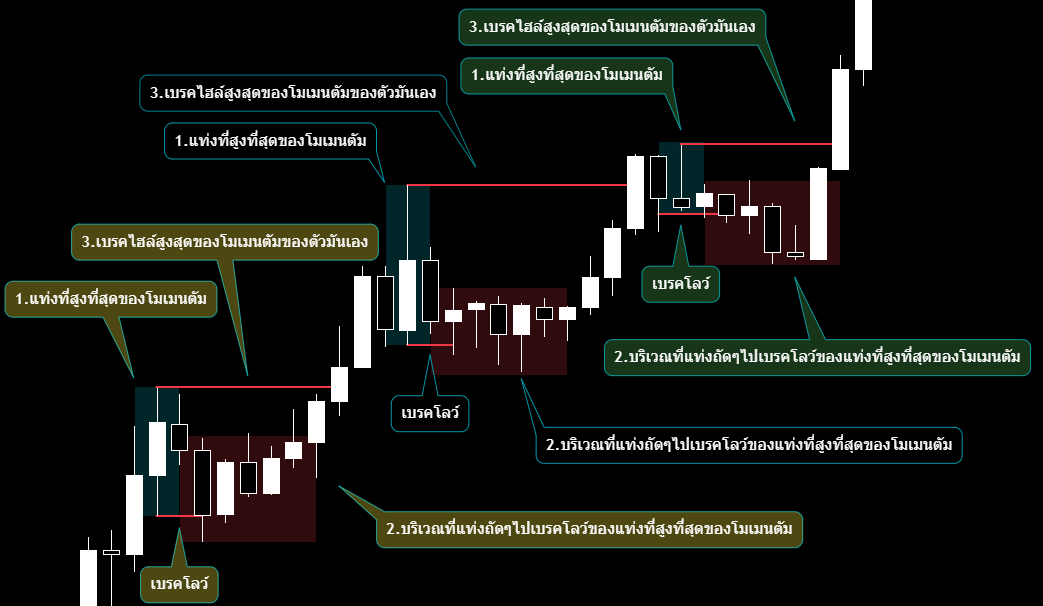 3.เบรคไฮล์สูงสุดของโมเมนตัมของตัวมันเอง
1.แท่งที่สูงที่สุดของโมเมนตัม
3.เบรคไฮล์สูงสุดของโมเมนตัมของตัวมันเอง
1.แท่งที่สูงที่สุดของโมเมนตัม
3.เบรคไฮล์สูงสุดของโมเมนตัมของตัวมันเอง
1.แท่งที่สูงที่สุดของโมเมนตัม
เบรคโลว์
2.บริเวณที่แท่งถัดๆไปเบรคโลว์ของแท่งที่สูงที่สุดของโมเมนตัม
เบรคโลว์
2.บริเวณที่แท่งถัดๆไปเบรคโลว์ของแท่งที่สูงที่สุดของโมเมนตัม
2.บริเวณที่แท่งถัดๆไปเบรคโลว์ของแท่งที่สูงที่สุดของโมเมนตัม
เบรคโลว์